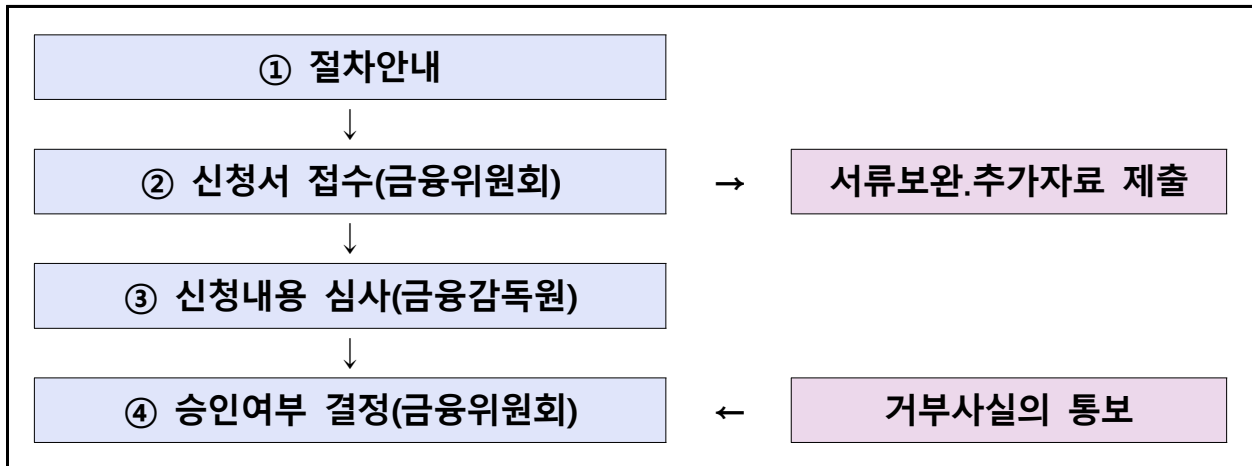 ① 절차안내
↓
② 신청서 접수(금융위원회) → 서류보완.추가자료 제출
↓
③ 신청내용 심사(금융감독원)
↓
④ 승인여부 결정(금융위원회) ← 거부사실의 통보